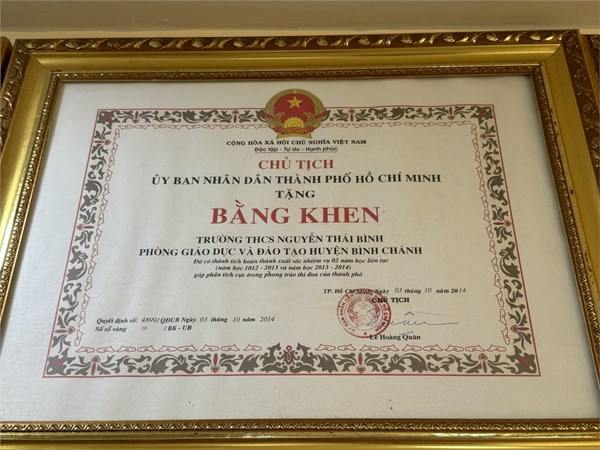 CỘNG HÒA XÃ HỘI CHỦ NGHĨA VIỆT NAM
Độc lập - Tự do - Hạnh phúc
CHỦ TỊCH
ỦY BAN NHÂN DÂN THÀNH PHỐ HỒ CHÍ MINH
TẶNG
BẰNG KHEN
TRƯỜNG THCS NGUYỄN THÁI BÌNH
PHÒNG GIÁO DỤC VÀ ĐÀO TẠO HUYỆN BÌNH CHÁNH
Đã có thành tích hoàn thành xuất sắc nhiệm vụ 02 năm học liên tục
(năm học 2012 - 2013 và năm học 2013 - 2014)
góp phần tích cực trong phong trào thi đua của thành phố
TP. Hồ Chí Minh, Ngày 03 tháng 10 năm 2014
CHỦ TỊCH
Quyết định số: 4899/QĐUB Ngày 03 tháng 10 năm 2014
Số sổ vàng / BK - UB
Lê Hoàng Quân